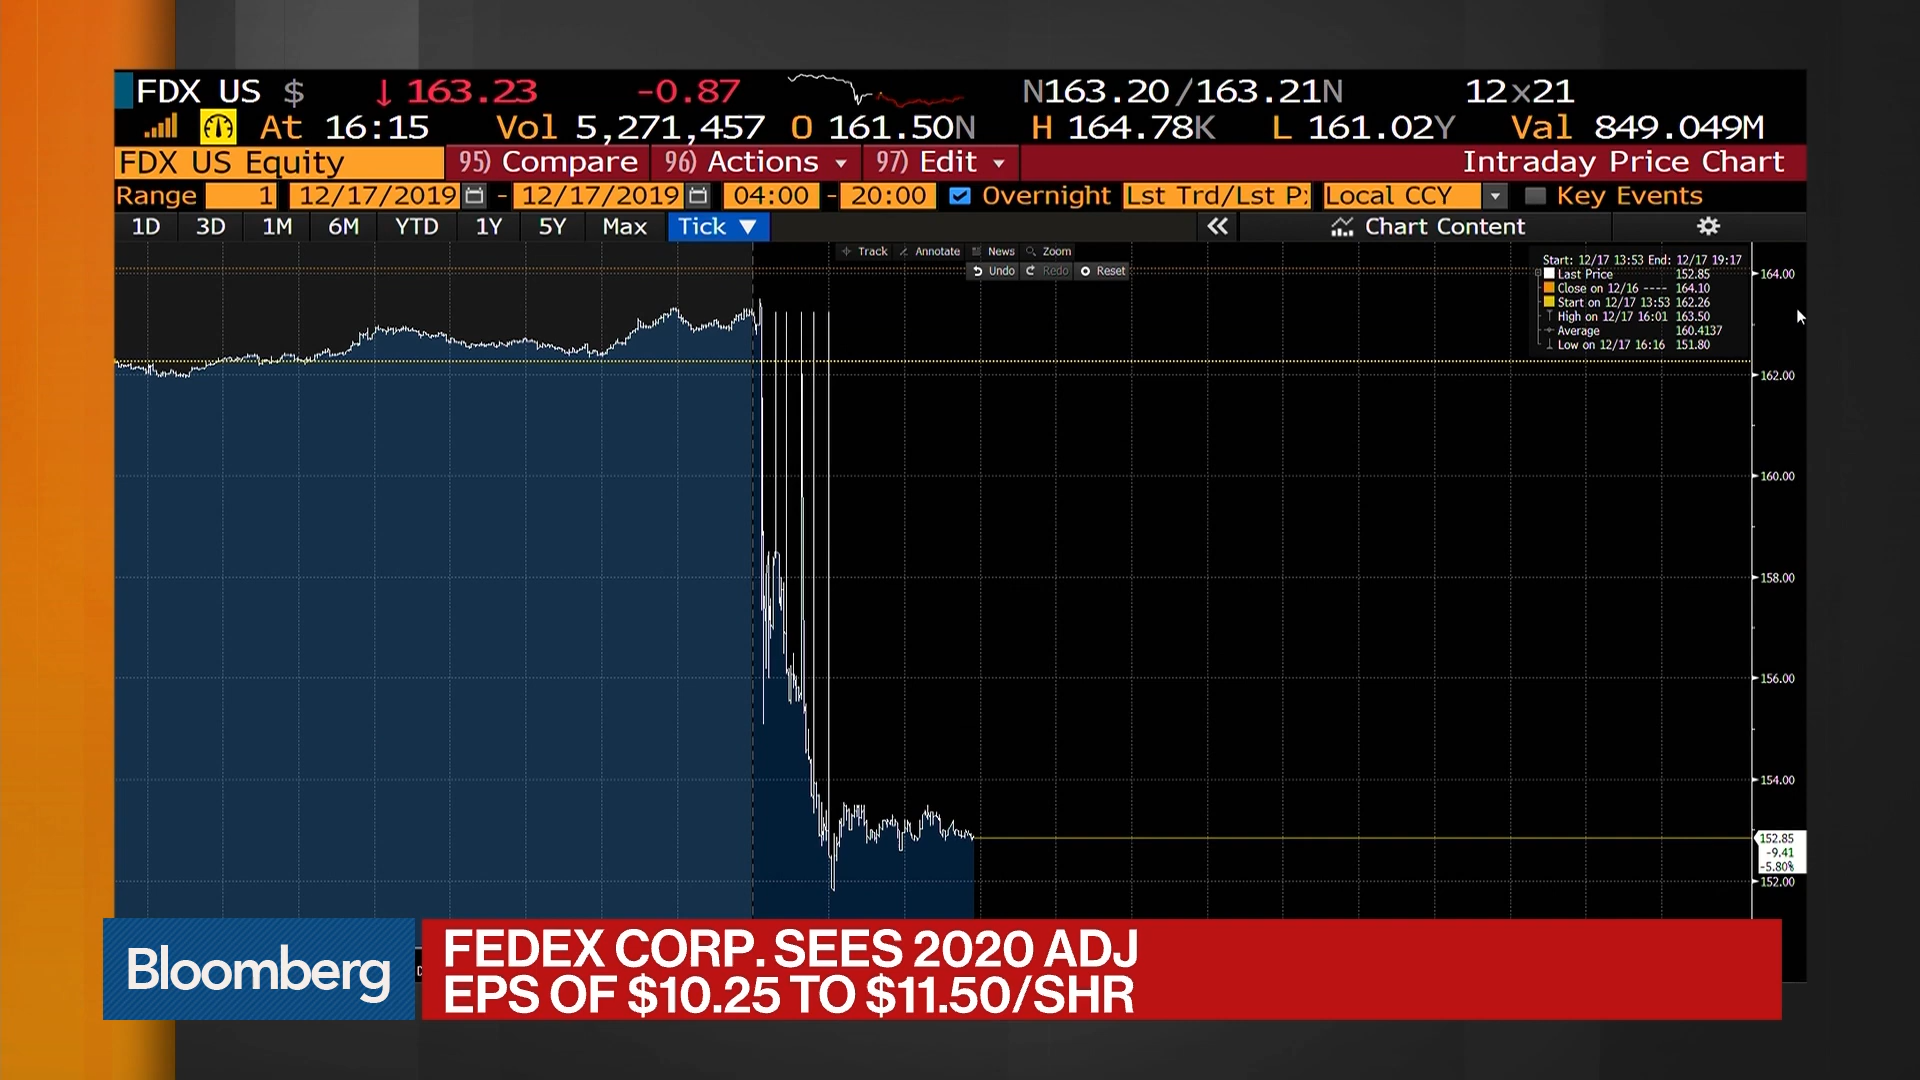 FDX US $ ↓ 163.23 -0.87 N163.20 /163.21N 12x21
At 16:15 Vol 5,271,457 O 161.50N H 164.78K L 161.02Y Val 849.049M
FDX US Equity 95) Compare 96) Actions 97) Edit Intraday Price Chart
Range 1 12/17/2019 - 12/17/2019 04:00 - 20:00 Overnight Lst Trd/Lst P Local CCY Key Events
1D 3D 1M 6M YTD 1Y 5Y Max Tick ▼ « Chart Content
Track Annotate News Zoom
Undo Redo Reset
Start: 12/17 13:53 End: 12/17 19:17
Last Price 152.85
Close on 12/16 ---- 164.10
Start on 12/17 13:53 162.26
High on 12/17 16:01 163.50
Average 160.4137
Low on 12/17 16:16 151.80
164.00
162.00
160.00
158.00
156.00
154.00
152.85
-9.41
-5.80%
152.00
Bloomberg
FEDEX CORP. SEES 2020 ADJ
EPS OF $10.25 TO $11.50/SHR